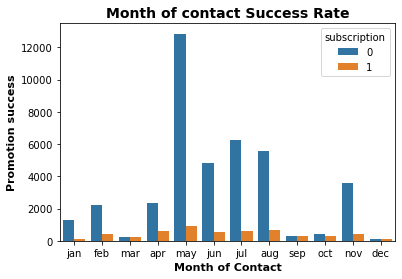 Month of contact Success Rate
subscription
0
1
Promotion success
12000
10000
8000
6000
4000
2000
0
jan feb mar apr may jun jul aug sep oct nov dec
Month of Contact